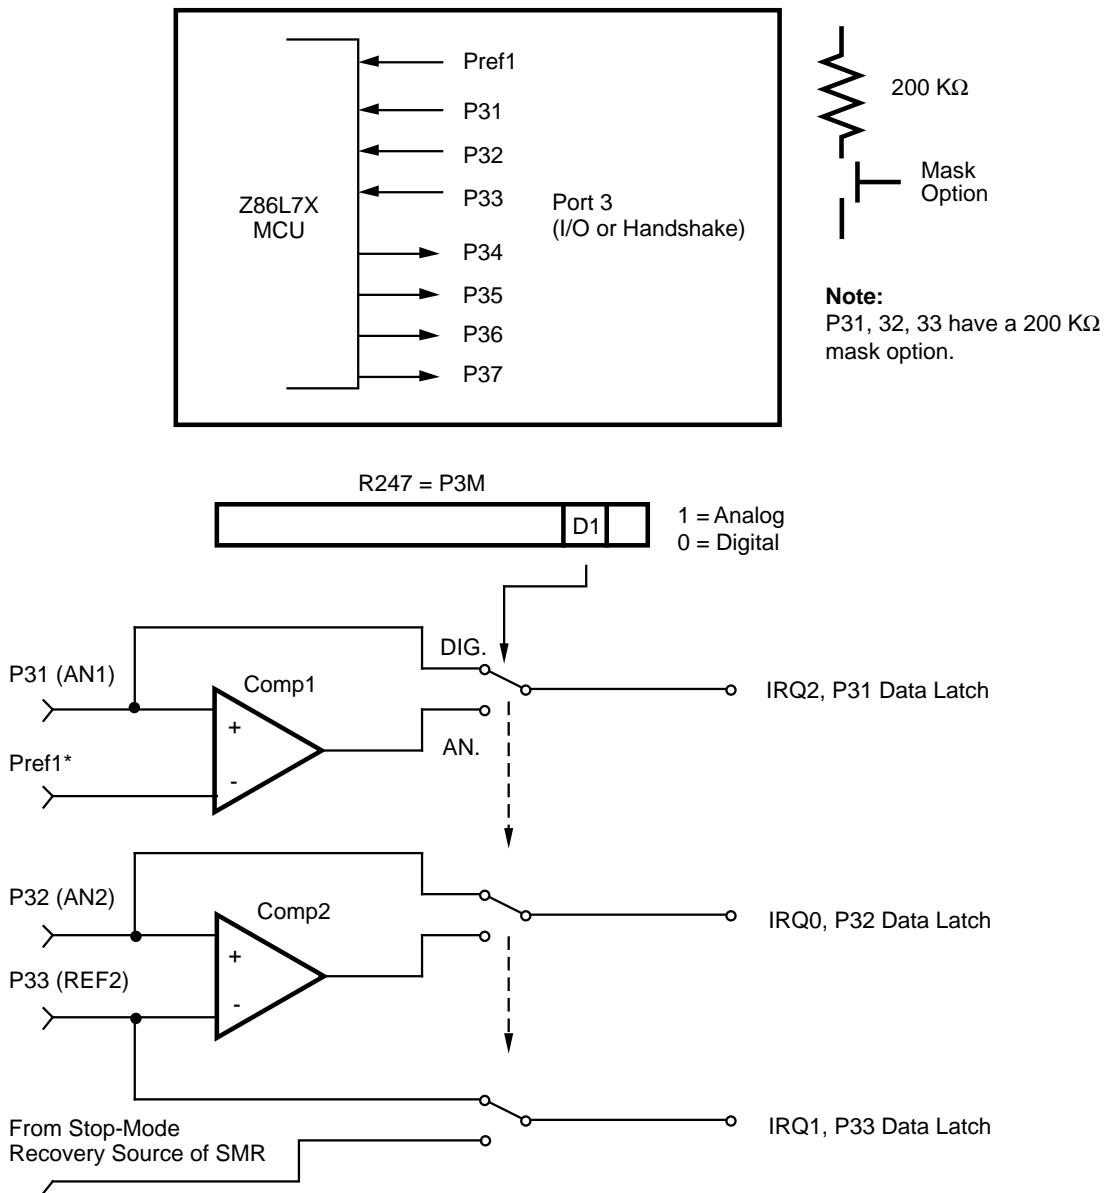 Pref1
P31
P32
P33
Z86L7X
MCU
Port 3
(I/O or Handshake)
P34
P35
P36
P37
200 KΩ
Mask
Option
Note:
P31, 32, 33 have a 200 KΩ
mask option.
R247 = P3M
D1
1 = Analog
0 = Digital
DIG.
P31 (AN1)
Comp1
+
-
IRQ2, P31 Data Latch
AN.
Pref1*
P32 (AN2)
Comp2
+
-
IRQ0, P32 Data Latch
P33 (REF2)
From Stop-Mode
Recovery Source of SMR
IRQ1, P33 Data Latch